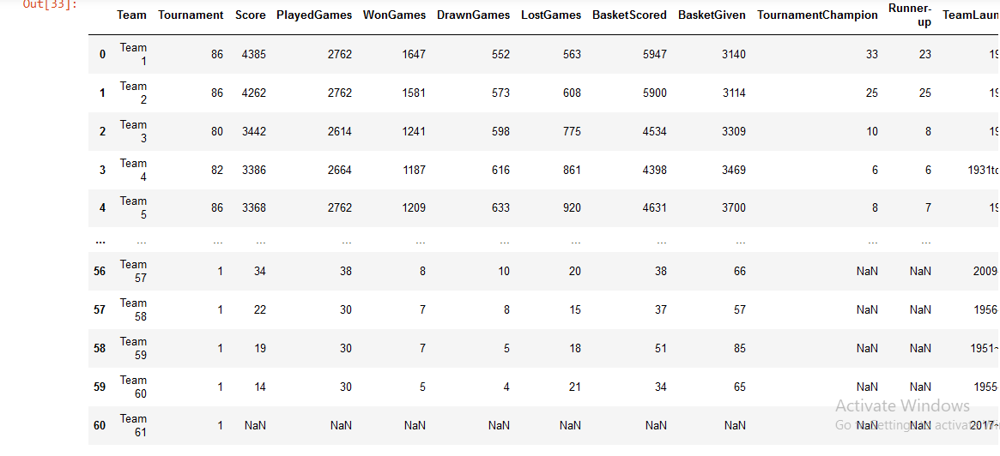 Out[33]:
Team Tournament Score PlayedGames WonGames DrawnGames LostGames BasketScored BasketGiven TournamentChampion Runner-up TeamLaun
0 Team 1 86 4385 2762 1647 552 563 5947 3140 33 23 19
1 Team 2 86 4262 2762 1581 573 608 5900 3114 25 25 19
2 Team 3 80 3442 2614 1241 598 775 4534 3309 10 8 19
3 Team 4 82 3386 2664 1187 616 861 4398 3469 6 6 1931to
4 Team 5 86 3368 2762 1209 633 920 4631 3700 8 7 19
... ... ... ... ... ... ... ... ... ... ... ...
56 Team 57 1 34 38 8 10 20 38 66 NaN NaN 2009-
57 Team 58 1 22 30 7 8 15 37 57 NaN NaN 1956-
58 Team 59 1 19 30 7 5 18 51 85 NaN NaN 1951~
59 Team 60 1 14 30 5 4 21 34 65 NaN NaN 1955-
60 Team 61 1 NaN NaN NaN NaN NaN NaN NaN NaN NaN 2017~
Activate Windows
Go to Settings to activate